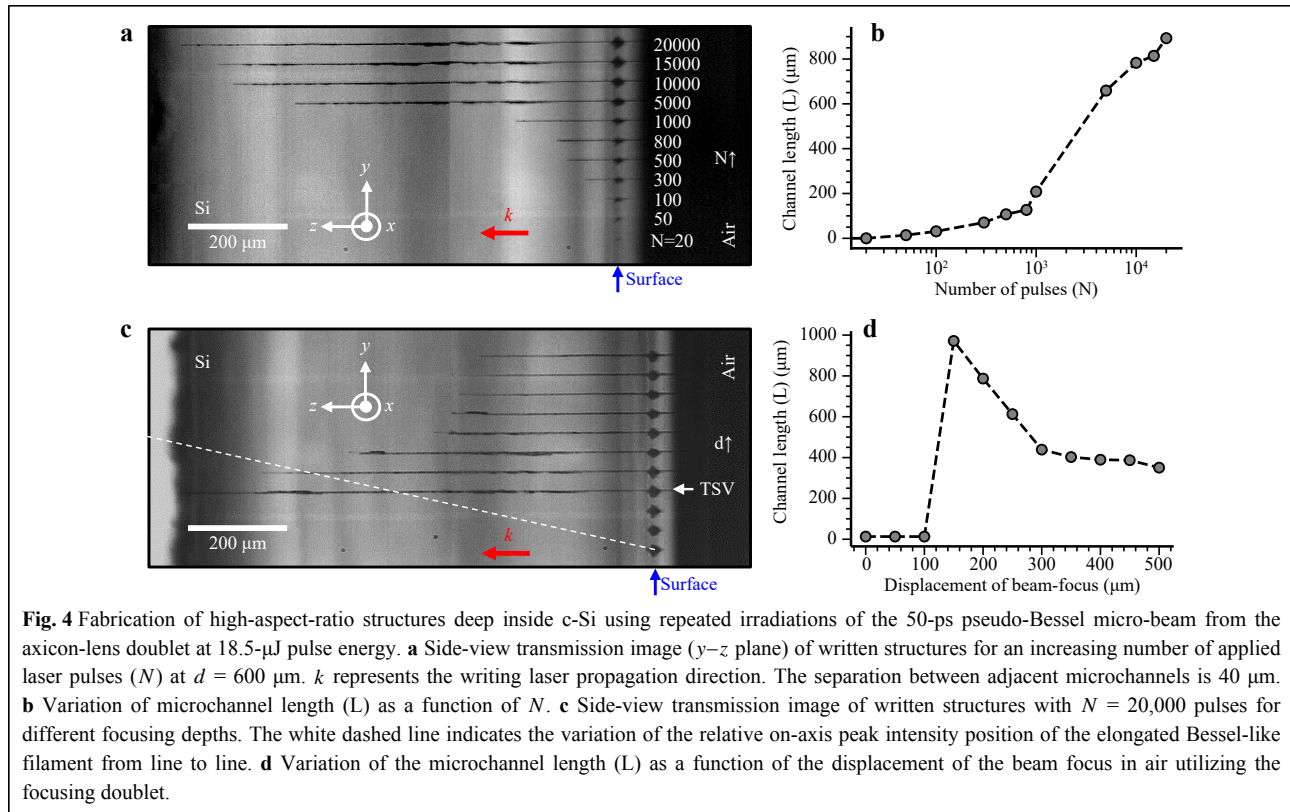 a
20000
15000
10000
5000
1000
800
500
300
100
50
N=20
N↑
Air
Si
200 μm
y
z
x
k
Surface
b
Channel length (L) (μm)
800
600
400
200
0
10²
10³
10⁴
Number of pulses (N)
c
Si
Air
y
z
x
d↑
TSV
200 μm
k
Surface
d
Channel length (L) (μm)
1000
800
600
400
200
0
0 100 200 300 400 500
Displacement of beam-focus (μm)
Fig. 4 Fabrication of high-aspect-ratio structures deep inside c-Si using repeated irradiations of the 50-ps pseudo-Bessel micro-beam from the
axicon-lens doublet at 18.5-μJ pulse energy. a Side-view transmission image (y−z plane) of written structures for an increasing number of applied
laser pulses (N) at d = 600 μm. k represents the writing laser propagation direction. The separation between adjacent microchannels is 40 μm.
b Variation of microchannel length (L) as a function of N. c Side-view transmission image of written structures with N = 20,000 pulses for
different focusing depths. The white dashed line indicates the variation of the relative on-axis peak intensity position of the elongated Bessel-like
filament from line to line. d Variation of the microchannel length (L) as a function of the displacement of the beam focus in air utilizing the
focusing doublet.